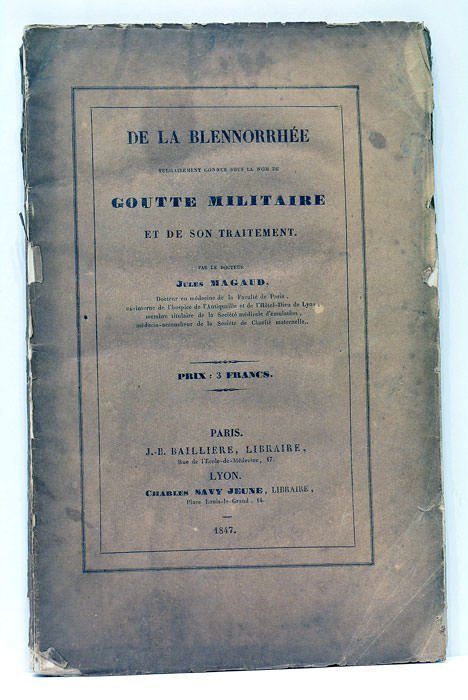 DE LA BLENNORRHÉE
VULGAIREMENT CONNUE SOUS LE NOM DE
GOUTTE MILITAIRE
ET DE SON TRAITEMENT.
PAR LE DOCTEUR
JULES MAGAUD,
Docteur en médecine de la Faculté de Paris,
ex-interne de l'hospice de l'Antiquaille et de l'Hôtel-Dieu de Lyon,
membre titulaire de la Société médicale d'émulation,
médecin-accoucheur de la Société de Charité maternelle.
PRIX : 3 FRANCS.
PARIS.
J.-B. BAILLIERE, LIBRAIRE,
Rue de l'Ecole-de-Médecine, 17.
LYON.
CHARLES SAVY JEUNE, LIBRAIRE,
Place Louis-le-Grand, 14.
1847.